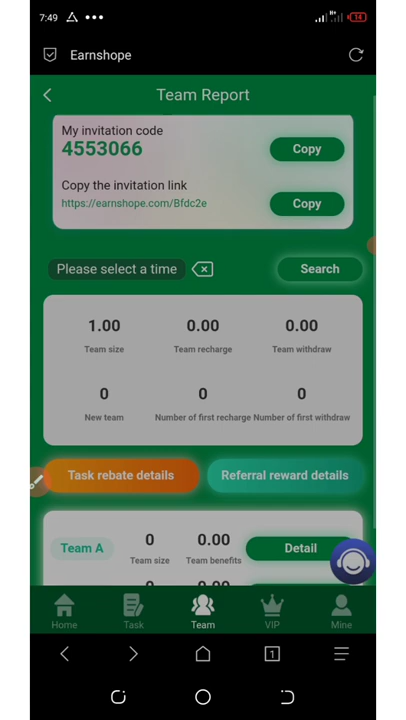 7:49
H+
14
Earnshope
Team Report
My invitation code
4553066
Copy
Copy the invitation link
https://earnshope.com/Bfdc2e
Copy
Please select a time
Search
1.00 0.00 0.00
Team size Team recharge Team withdraw
0 0 0
New team Number of first recharge Number of first withdraw
Task rebate details Referral reward details
Team A
0 0.00
Team size Team benefits
Detail
Home Task Team VIP Mine
1